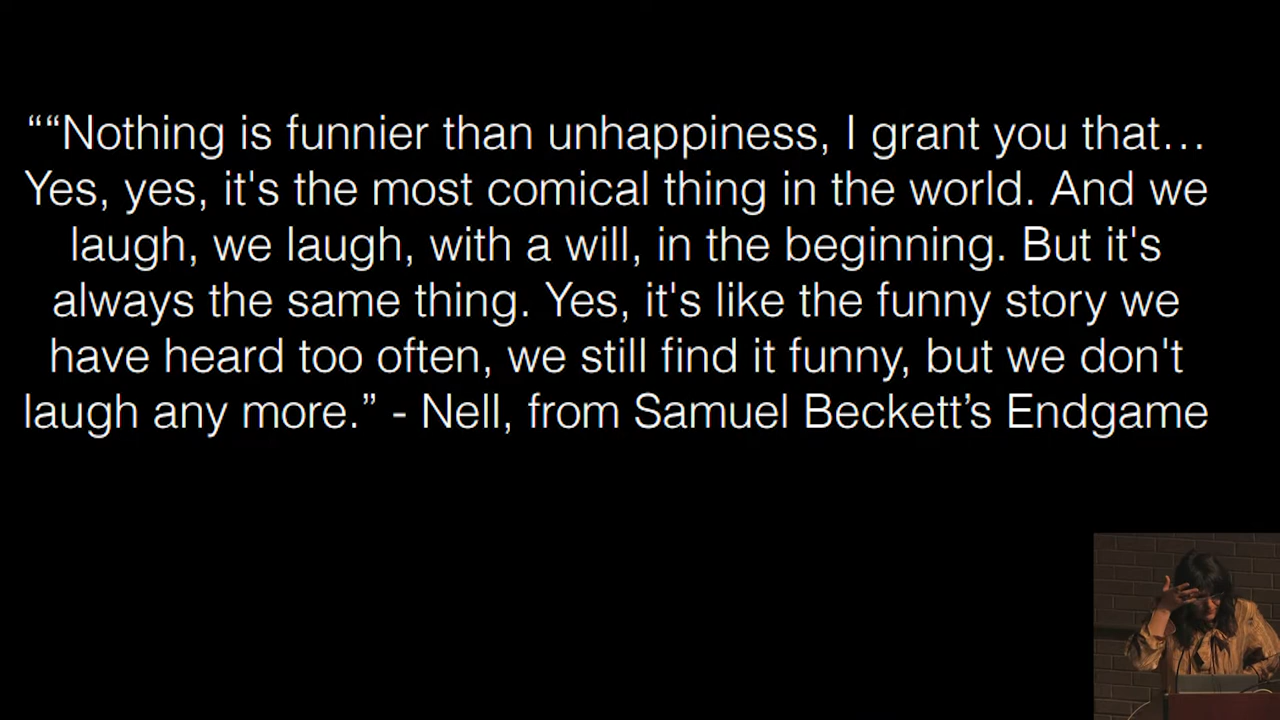 ““Nothing is funnier than unhappiness, I grant you that…
Yes, yes, it's the most comical thing in the world. And we
laugh, we laugh, with a will, in the beginning. But it's
always the same thing. Yes, it's like the funny story we
have heard too often, we still find it funny, but we don't
laugh any more.” - Nell, from Samuel Beckett’s Endgame